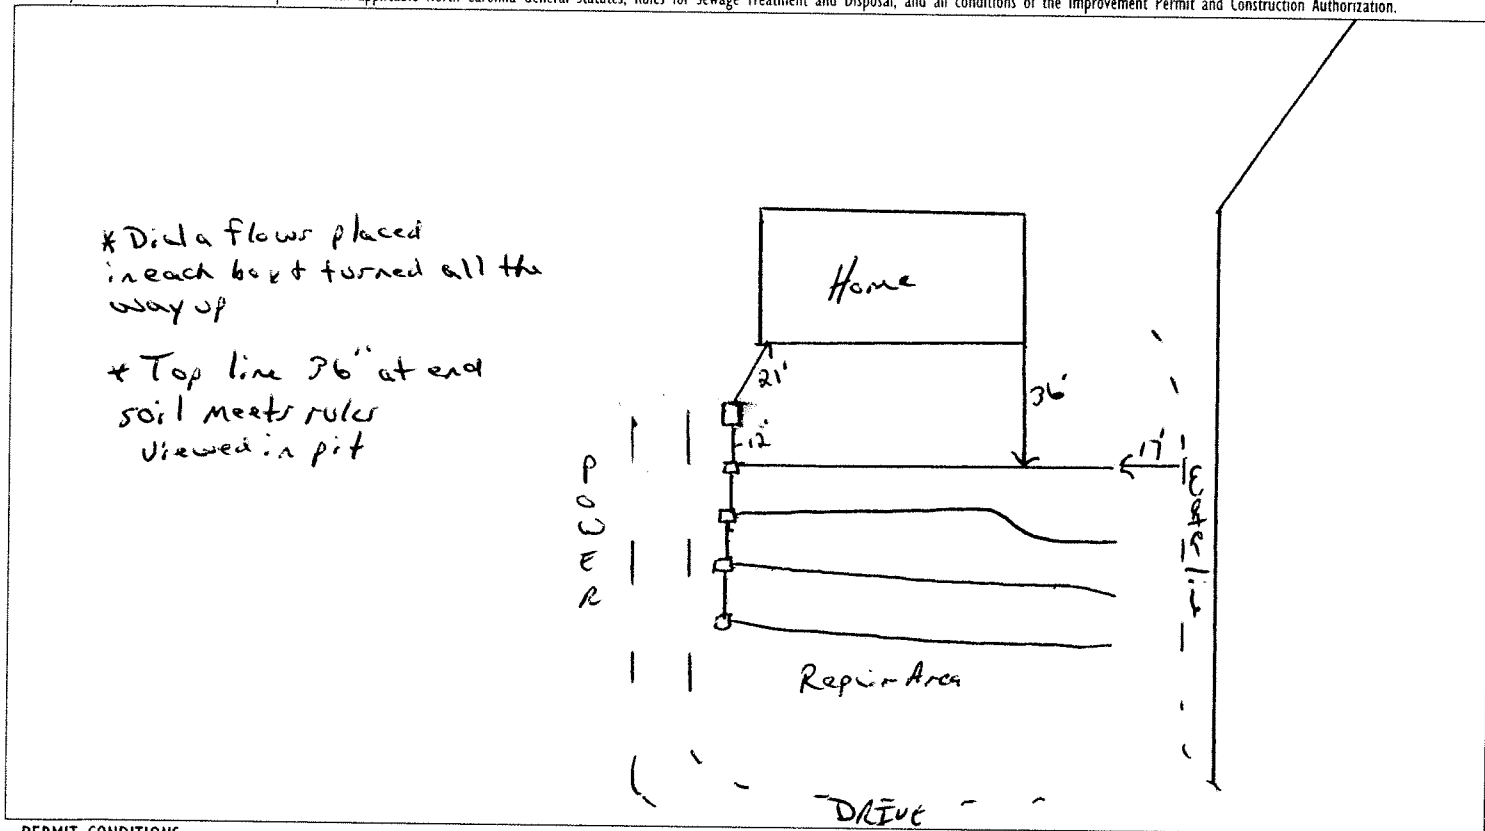 applicable North Carolina General Statutes, Rules for Sewage Treatment and Disposal, and all conditions of the Improvement Permit and Construction Authorization.
* Dial a flows placed
in each box & turned all the
way up
* Top line 36" at end
soil meets rules
viewed in pit
Home
21'
36'
12'
17'
POWER
Repair Area
DRIVE
PERMIT CONDITIONS